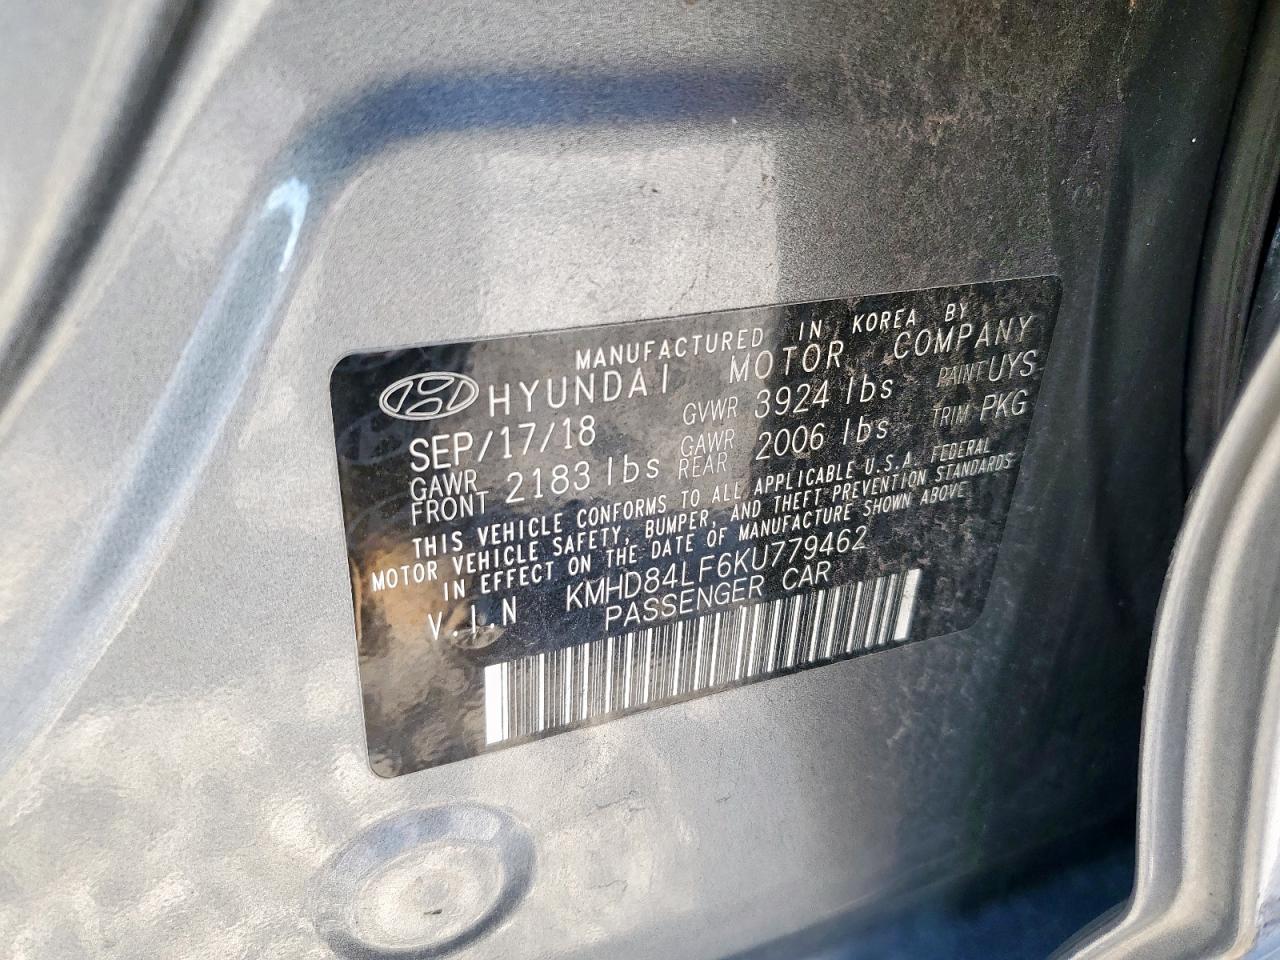 MANUFACTURED IN KOREA BY
HYUNDAI MOTOR COMPANY
SEP/17/18 GVWR 3924 lbs PAINT UYS
GAWR FRONT 2183 lbs GAWR REAR 2006 lbs TRIM PKG
THIS VEHICLE CONFORMS TO ALL APPLICABLE U.S.A. FEDERAL
MOTOR VEHICLE SAFETY, BUMPER, AND THEFT PREVENTION STANDARDS
IN EFFECT ON THE DATE OF MANUFACTURE SHOWN ABOVE
V.I.N KMHD84LF6KU779462
PASSENGER CAR